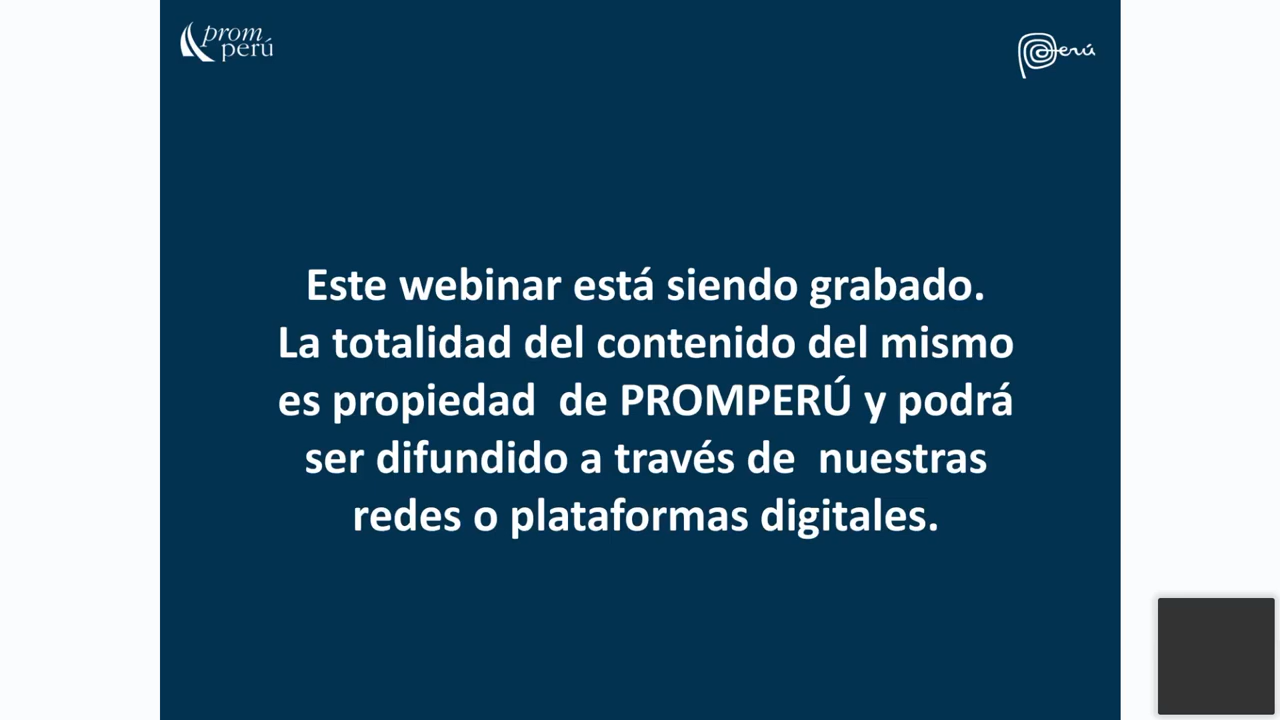 prom
perú
Perú
Este webinar está siendo grabado.
La totalidad del contenido del mismo
es propiedad de PROMPERÚ y podrá
ser difundido a través de nuestras
redes o plataformas digitales.